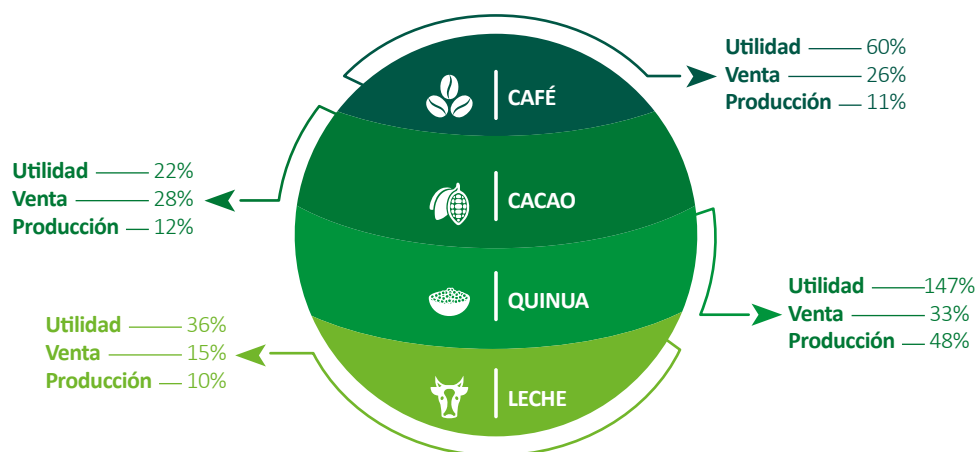 CAFÉ
Utilidad 60%
Venta 26%
Producción 11%
CACAO
Utilidad 22%
Venta 28%
Producción 12%
QUINUA
Utilidad 147%
Venta 33%
Producción 48%
LECHE
Utilidad 36%
Venta 15%
Producción 10%